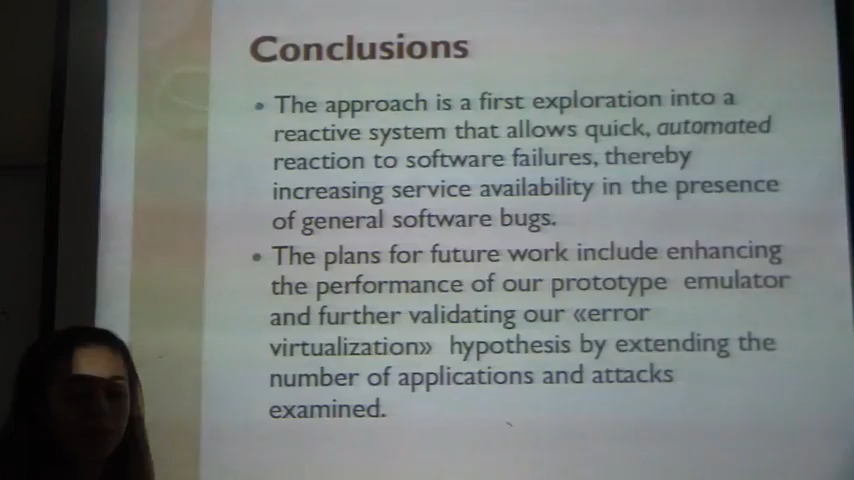 Conclusions
• The approach is a first exploration into a
reactive system that allows quick, automated
reaction to software failures, thereby
increasing service availability in the presence
of general software bugs.
• The plans for future work include enhancing
the performance of our prototype emulator
and further validating our «error
virtualization» hypothesis by extending the
number of applications and attacks
examined.